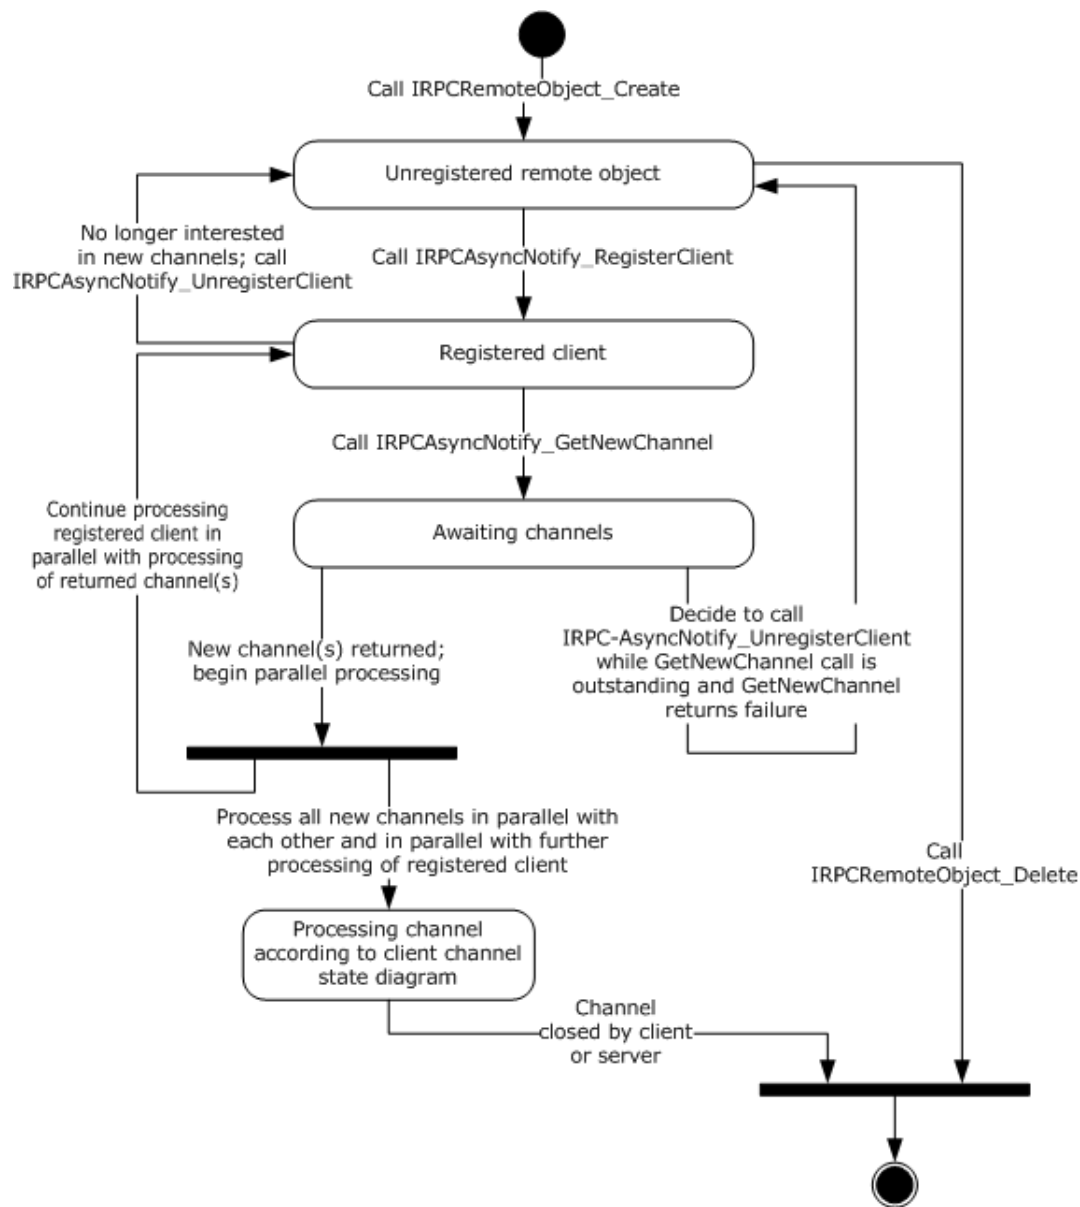 Call IRPCRemoteObject_Create
Unregistered remote object
No longer interested
in new channels; call
IRPCAsyncNotify_UnregisterClient
Call IRPCAsyncNotify_RegisterClient
Registered client
Call IRPCAsyncNotify_GetNewChannel
Continue processing
registered client in
parallel with processing
of returned channel(s)
Awaiting channels
New channel(s) returned;
begin parallel processing
Decide to call
IRPC-AsyncNotify_UnregisterClient
while GetNewChannel call is
outstanding and GetNewChannel
returns failure
Process all new channels in parallel with
each other and in parallel with further
processing of registered client
Call
IRPCRemoteObject_Delete
Processing channel
according to client channel
state diagram
Channel
closed by client
or server